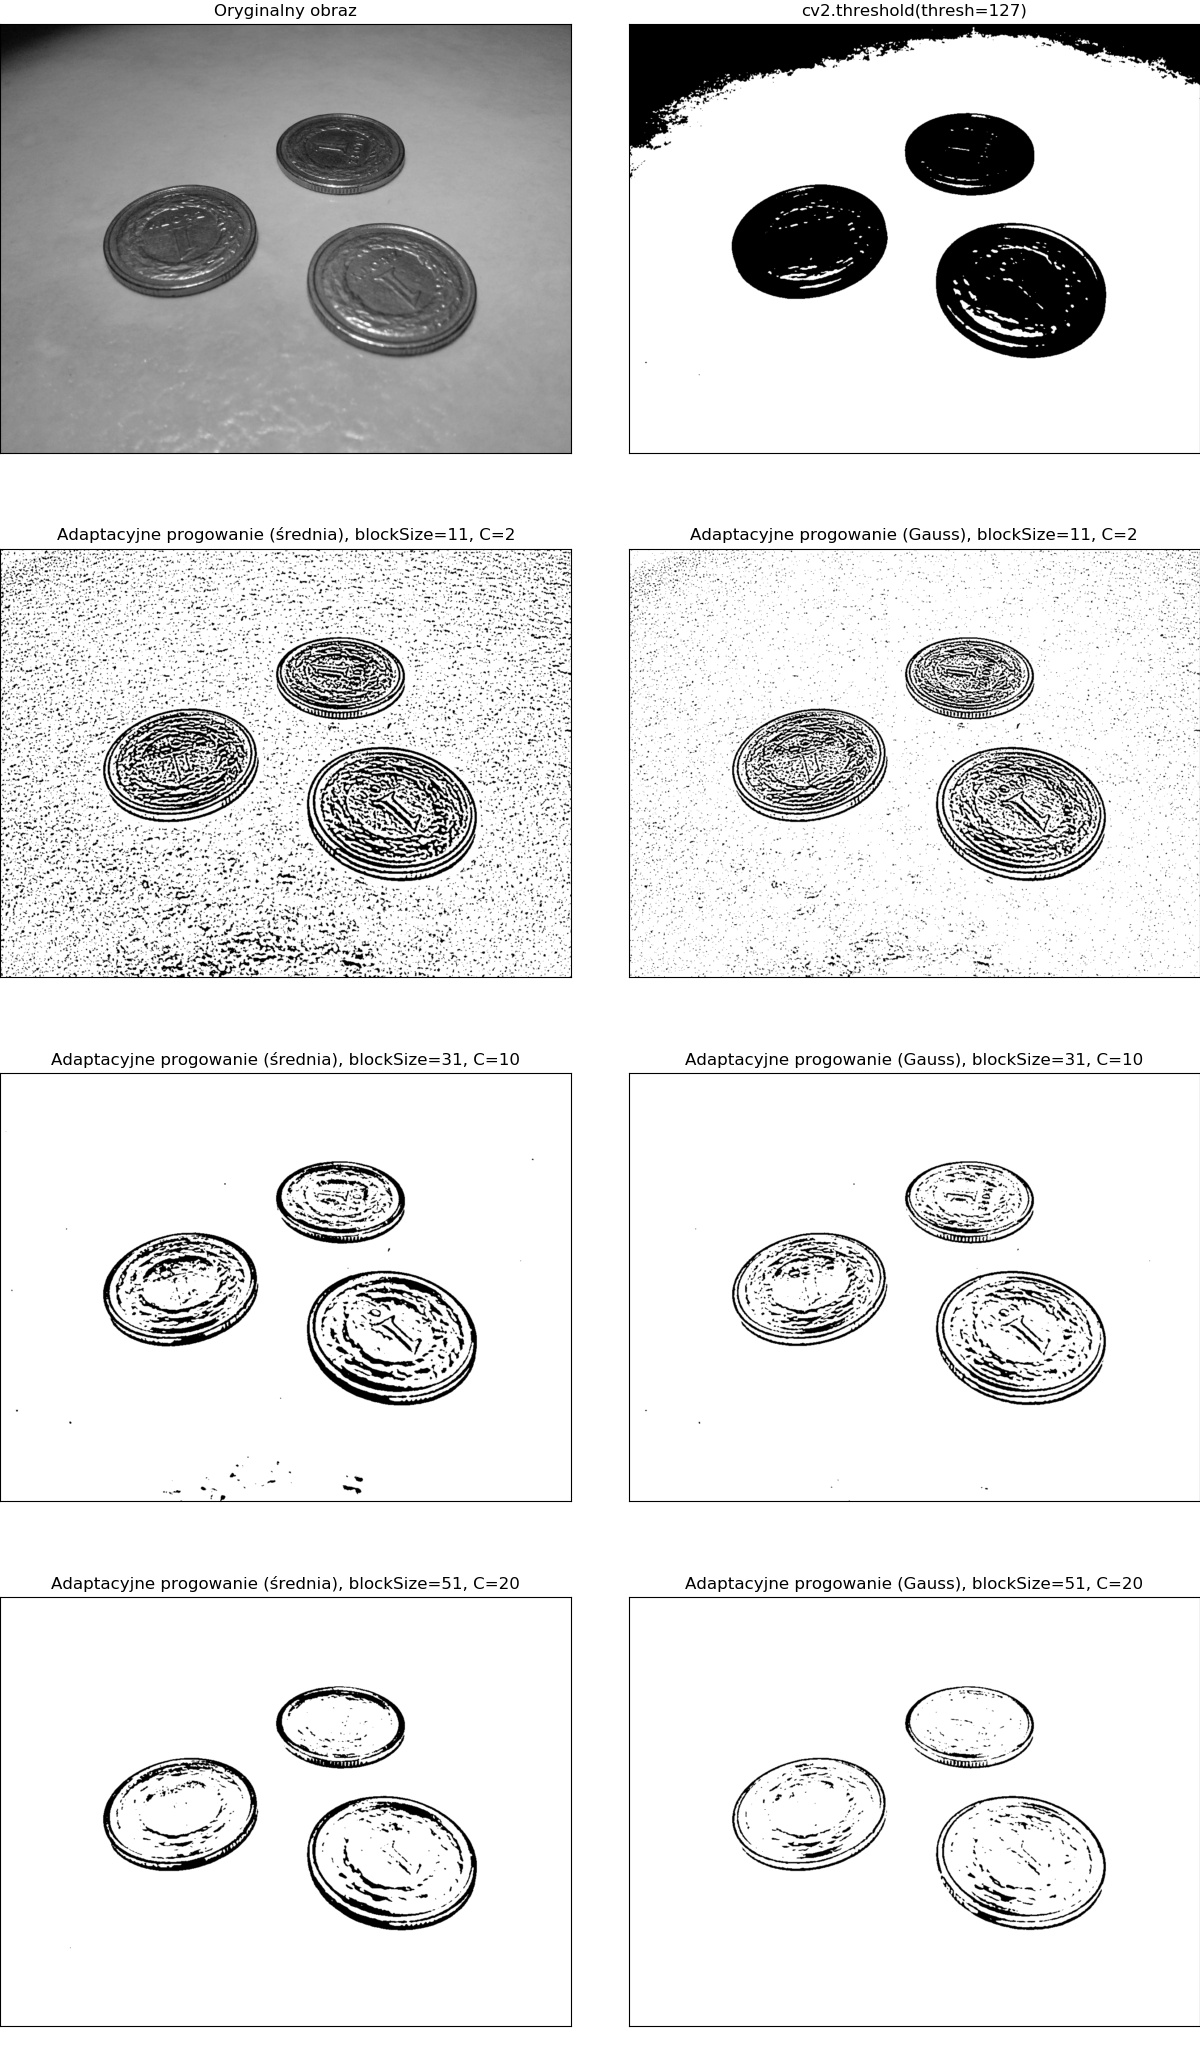 Oryginalny obraz
cv2.threshold(thresh=127)
Adaptacyjne progowanie (średnia), blockSize=11, C=2
Adaptacyjne progowanie (Gauss), blockSize=11, C=2
Adaptacyjne progowanie (średnia), blockSize=31, C=10
Adaptacyjne progowanie (Gauss), blockSize=31, C=10
Adaptacyjne progowanie (średnia), blockSize=51, C=20
Adaptacyjne progowanie (Gauss), blockSize=51, C=20